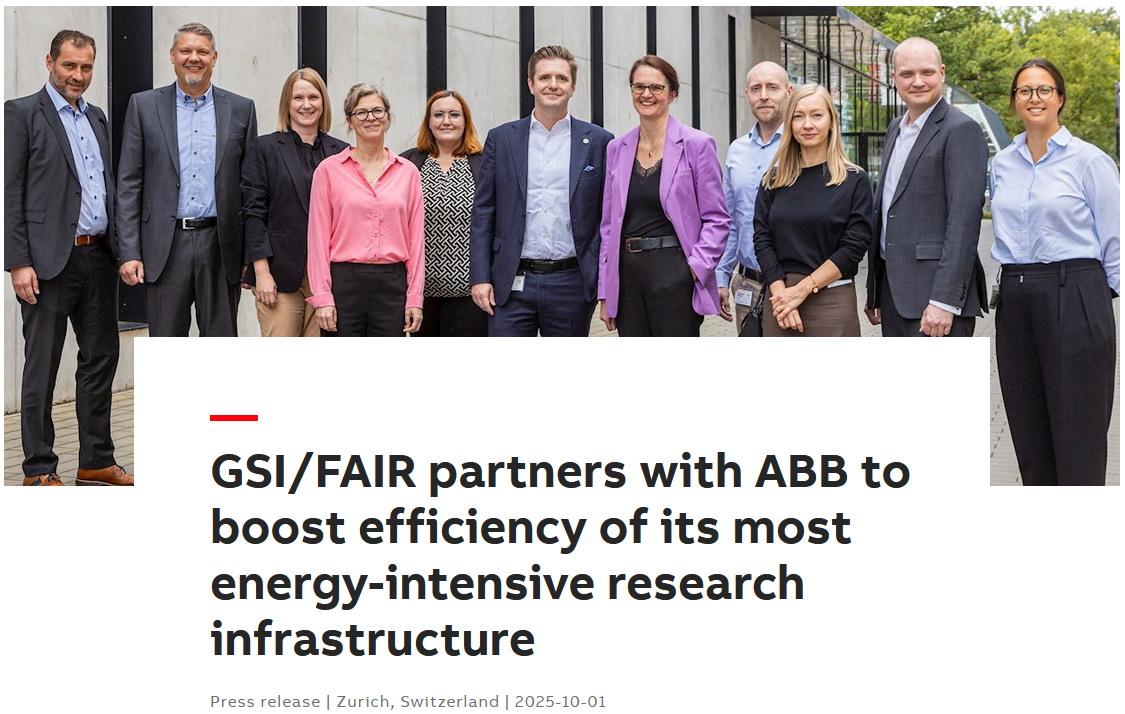 GSI/FAIR partners with ABB to
boost efficiency of its most
energy-intensive research
infrastructure
Press release | Zurich, Switzerland | 2025-10-01